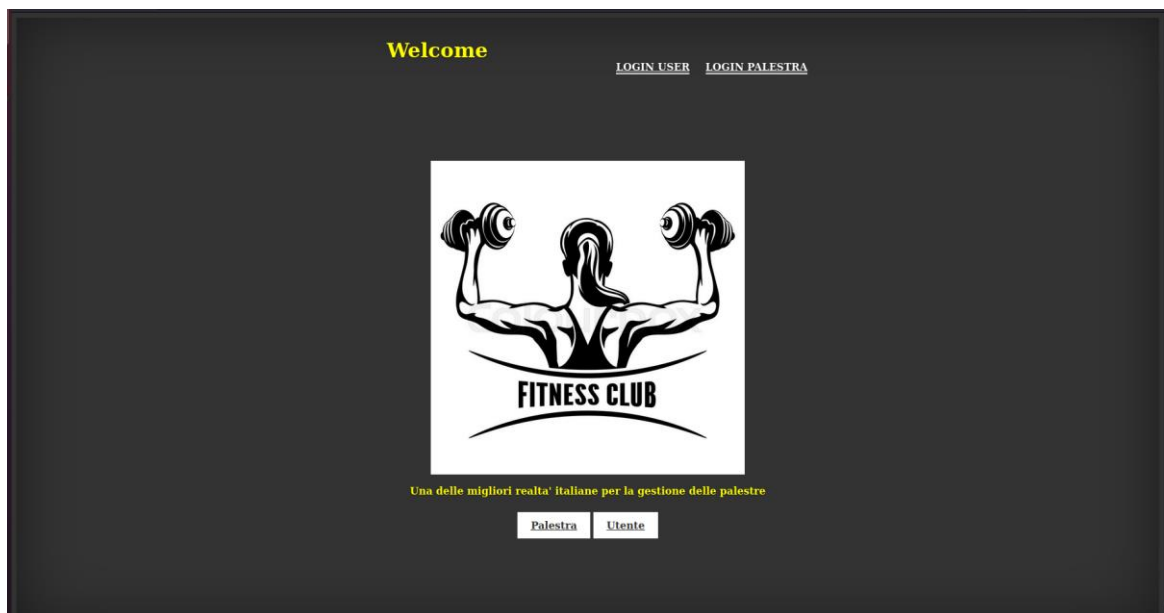 Welcome
LOGIN USER LOGIN PALESTRA
FITNESS CLUB
Una delle migliori realta' italiane per la gestione delle palestre
Palestra Utente